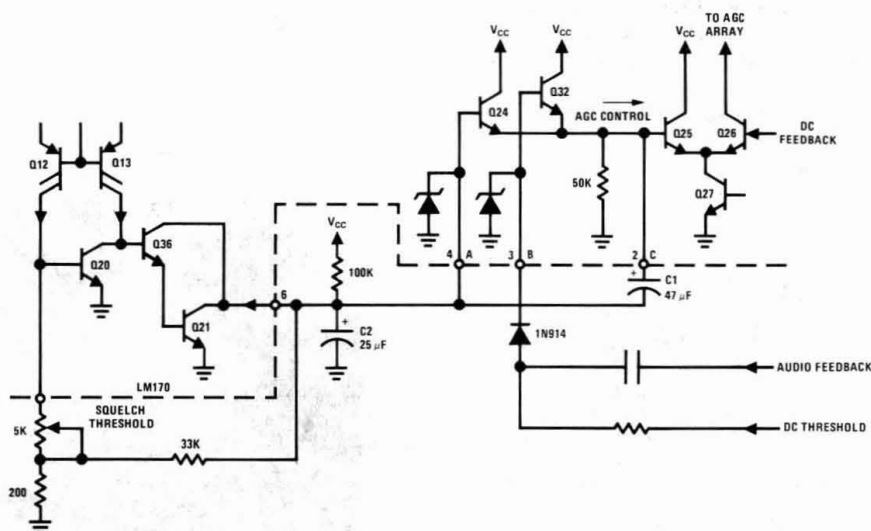 TO AGC
ARRAY
VCC
VCC
VCC
Q24
Q32
AGC CONTROL
Q25
Q26
DC
FEEDBACK
Q12
Q13
50K
Q27
VCC
Q36
Q20
100K
4
A
3
B
2
C
6
+
C1
47 µF
Q21
+
C2
25 µF
1N914
LM170
AUDIO FEEDBACK
SQUELCH
THRESHOLD
5K
33K
DC THRESHOLD
200